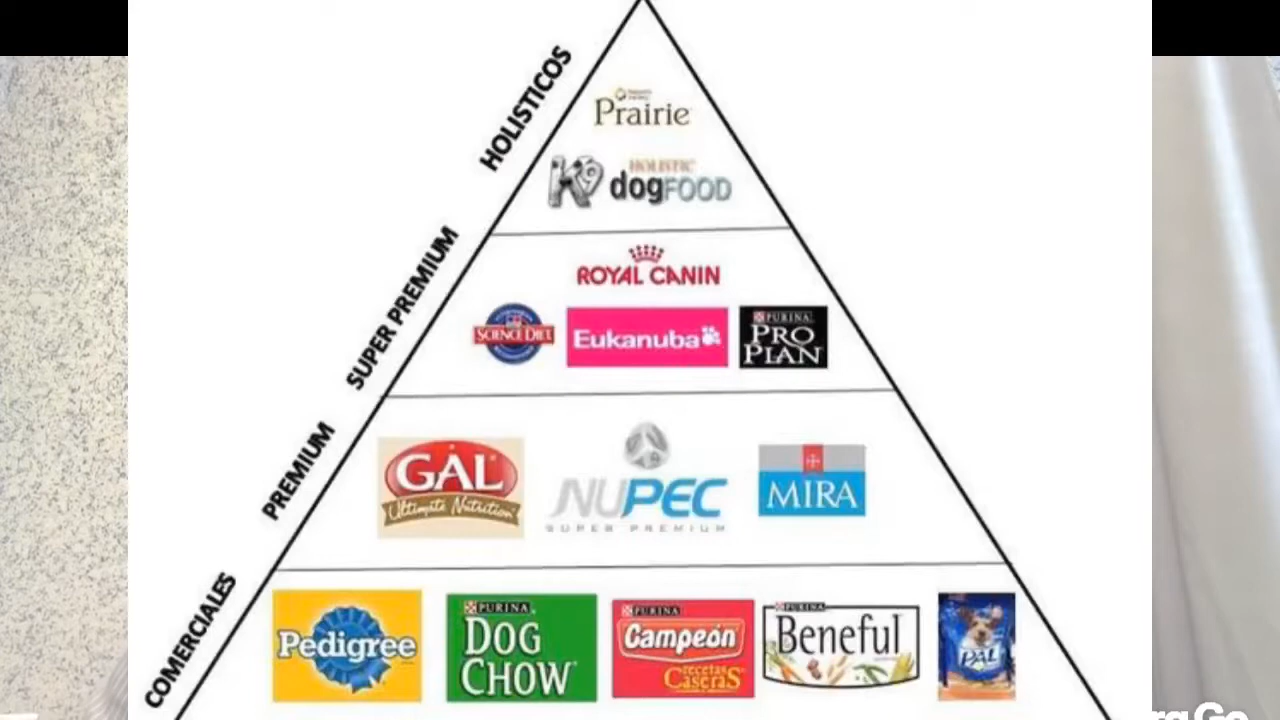 HOLISTICOS
Prairie
K9 HOLISTIC dogFOOD
SUPER PREMIUM
ROYAL CANIN
SCIENCE DIET
Eukanuba
PURINA
PRO PLAN
PREMIUM
GAL
Ultimate Nutrition
NUPEC
SUPER PREMIUM
MIRA
COMERCIALES
Pedigree
PURINA
DOG CHOW
PURINA
Campeón
recetas CaseraS
PURINA
Beneful
PAL